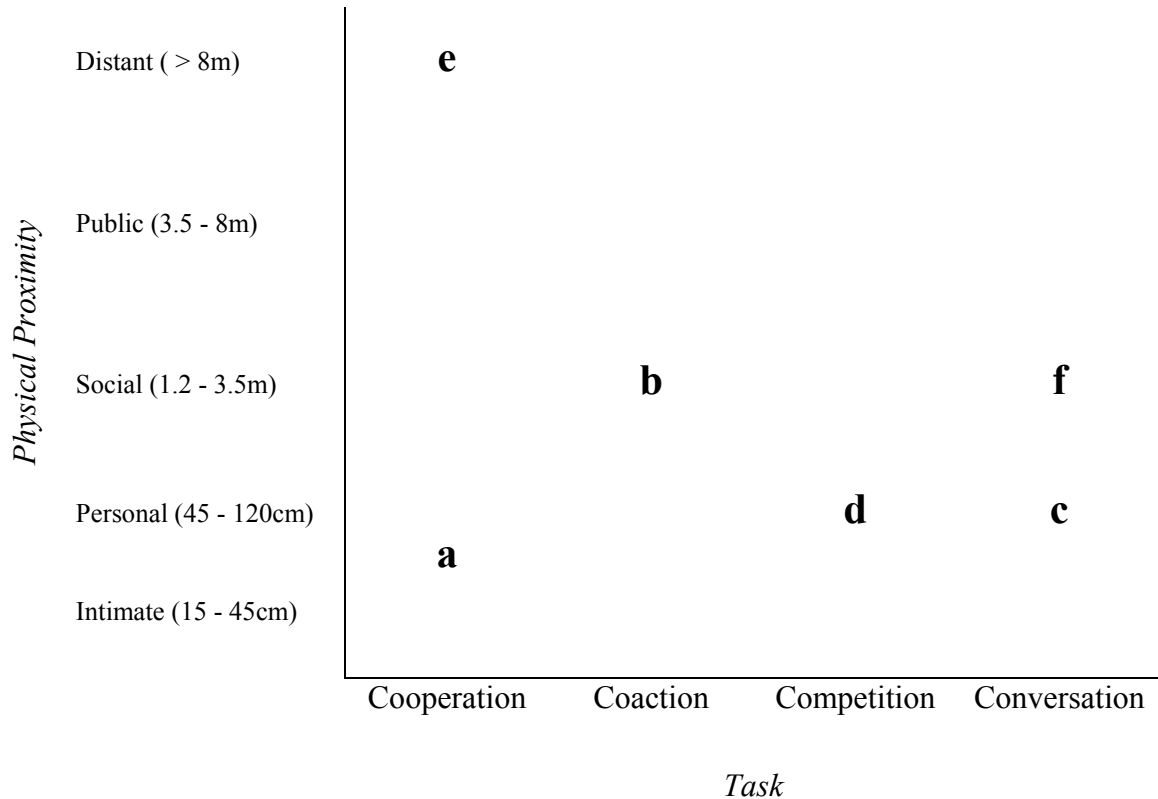 Distant ( > 8m)
e
Public (3.5 - 8m)
Physical Proximity
Social (1.2 - 3.5m)
b
f
Personal (45 - 120cm)
d
c
a
Intimate (15 - 45cm)
Cooperation
Coaction
Competition
Conversation
Task